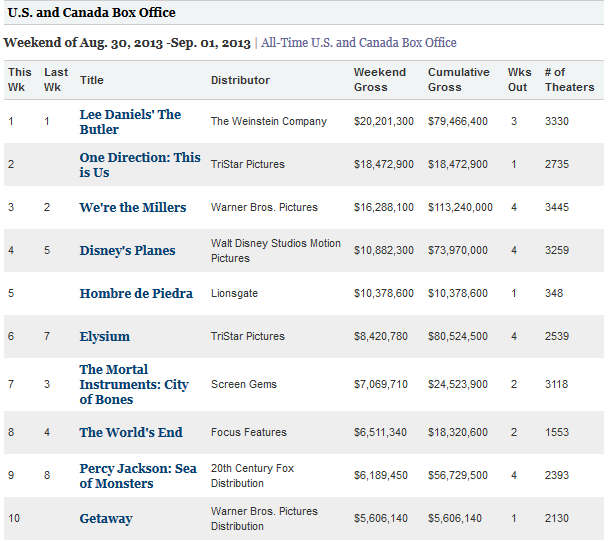 U.S. and Canada Box Office
Weekend of Aug. 30, 2013 -Sep. 01, 2013 | All-Time U.S. and Canada Box Office
This Wk Last Wk Title Distributor Weekend Gross Cumulative Gross Wks Out # of Theaters
1 1 Lee Daniels' The Butler The Weinstein Company $20,201,300 $79,466,400 3 3330
2 One Direction: This is Us TriStar Pictures $18,472,900 $18,472,900 1 2735
3 2 We're the Millers Warner Bros. Pictures $16,288,100 $113,240,000 4 3445
4 5 Disney's Planes Walt Disney Studios Motion Pictures $10,882,300 $73,970,000 4 3259
5 Hombre de Piedra Lionsgate $10,378,600 $10,378,600 1 348
6 7 Elysium TriStar Pictures $8,420,780 $80,524,500 4 2539
7 3 The Mortal Instruments: City of Bones Screen Gems $7,069,710 $24,523,900 2 3118
8 4 The World's End Focus Features $6,511,340 $18,320,600 2 1553
9 8 Percy Jackson: Sea of Monsters 20th Century Fox Distribution $6,189,450 $56,729,500 4 2393
10 Getaway Warner Bros. Pictures Distribution $5,606,140 $5,606,140 1 2130